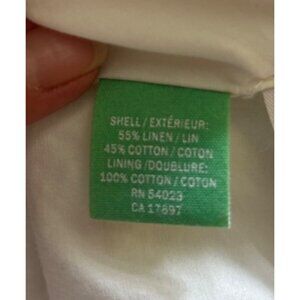 SHELL / EXTÉRIEUR:
55% LINEN / LIN
45% COTTON / COTON
LINING / DOUBLURE:
100% COTTON / COTON
RN 54023
CA 17897